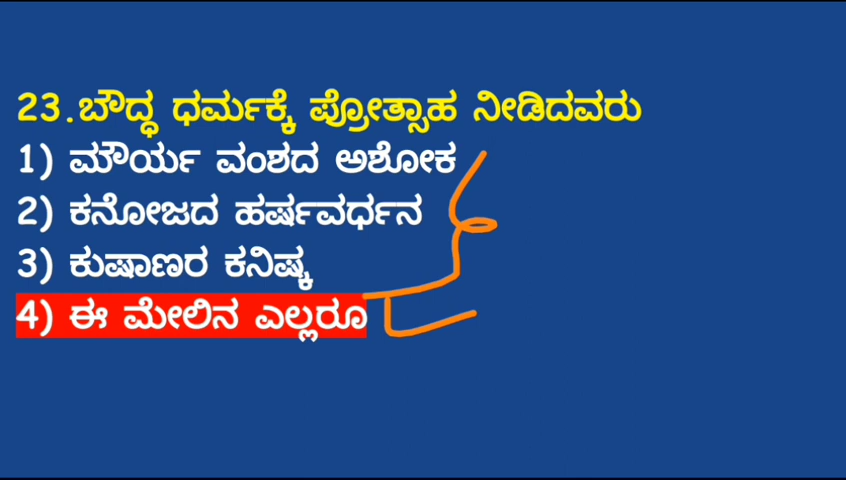 23.ಬೌದ್ಧ ಧರ್ಮಕ್ಕೆ ಪ್ರೋತ್ಸಾಹ ನೀಡಿದವರು
1) ಮೌರ್ಯ ವಂಶದ ಅಶೋಕ
2) ಕನೋಜದ ಹರ್ಷವರ್ಧನ
3) ಕುಷಾಣರ ಕನಿಷ್ಕ
4) ಈ ಮೇಲಿನ ಎಲ್ಲರೂ